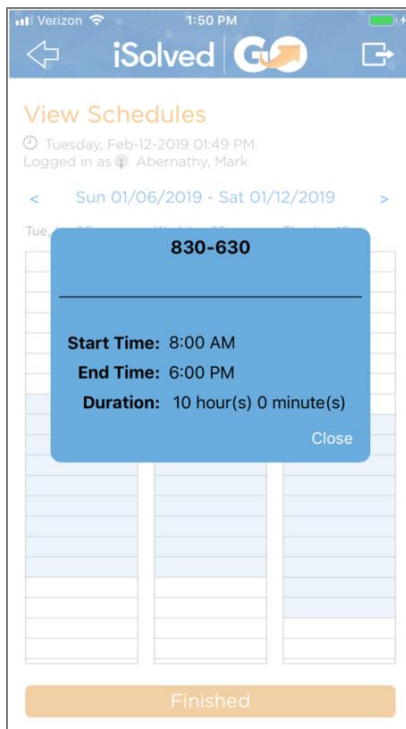 Verizon 1:50 PM
iSolved GO
View Schedules
Tuesday, Feb-12-2019 01:49 PM
Logged in as Abernathy, Mark
< Sun 01/06/2019 - Sat 01/12/2019 >
Tue,
830-630
Start Time: 8:00 AM
End Time: 6:00 PM
Duration: 10 hour(s) 0 minute(s)
Close
Finished